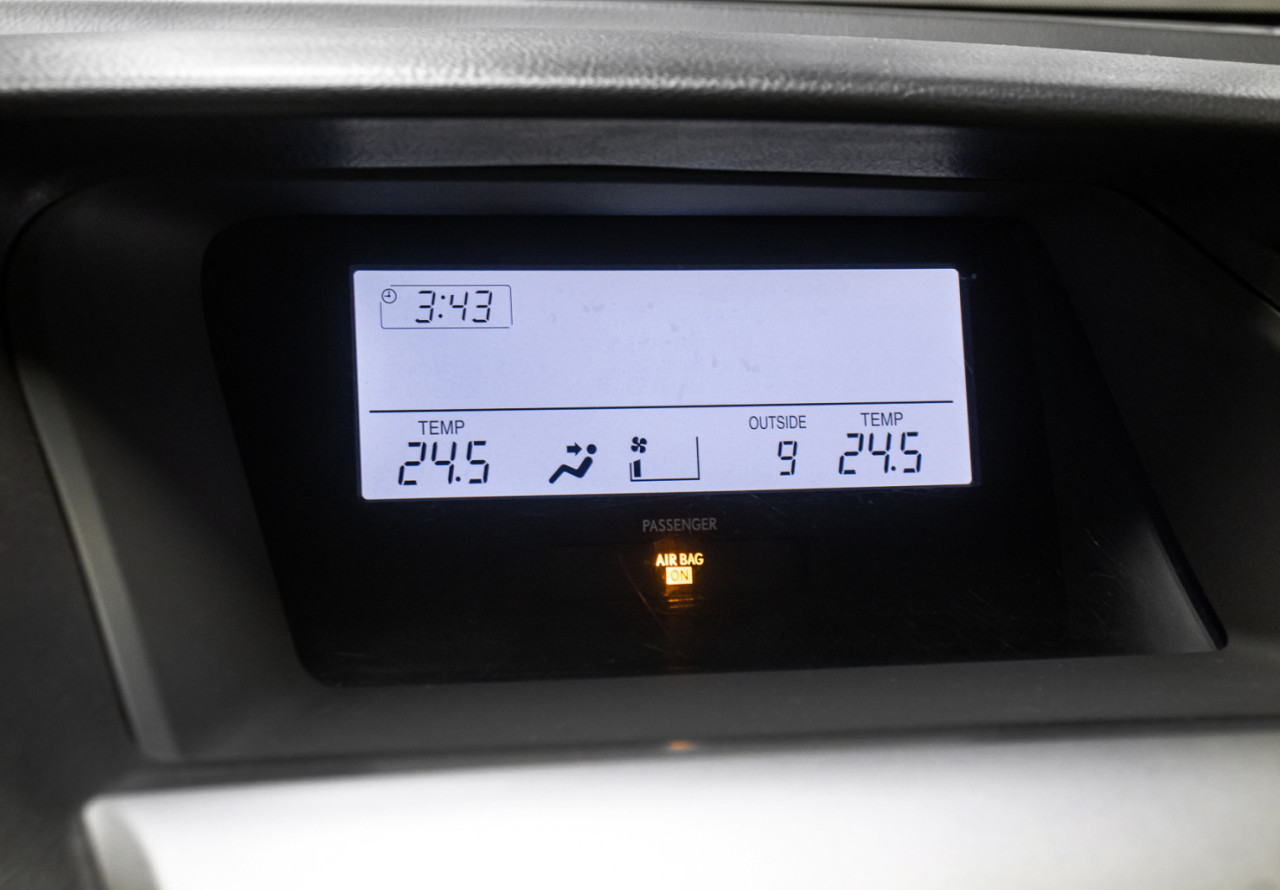 3:43
TEMP OUTSIDE TEMP
24.5 9 24.5
PASSENGER
AIR BAG
ON